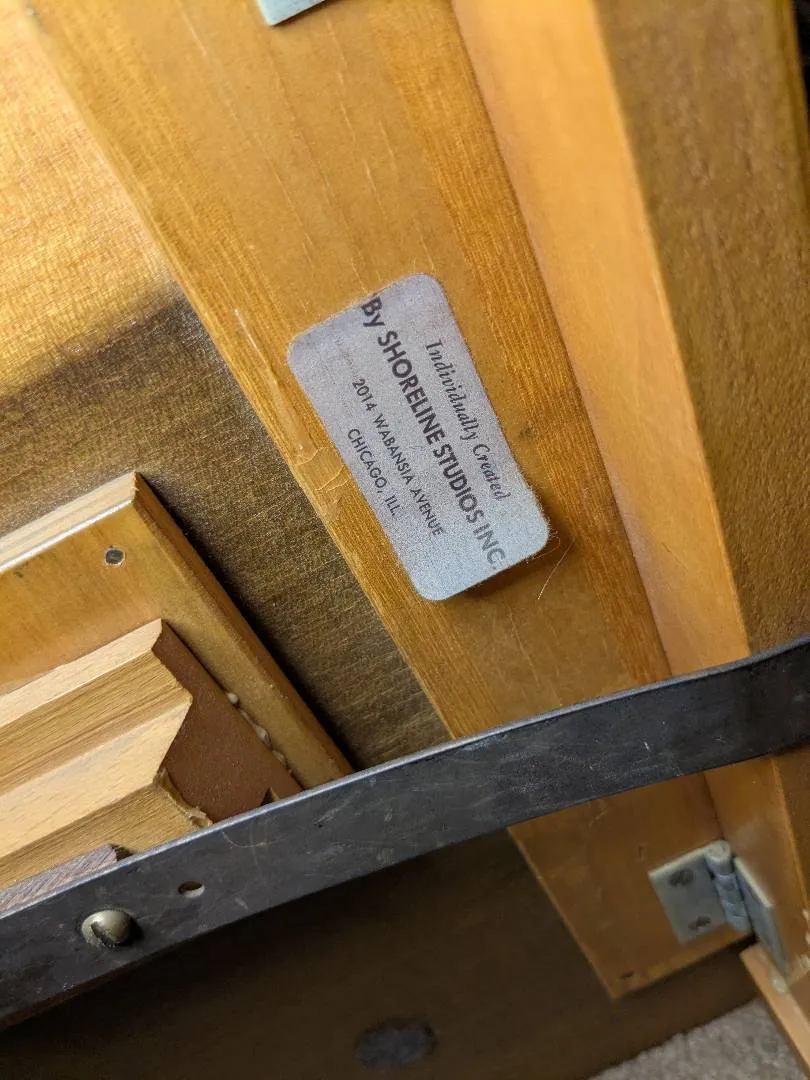 Individually Created
By SHORELINE STUDIOS INC.
2014 WABANSIA AVENUE
CHICAGO, ILL.